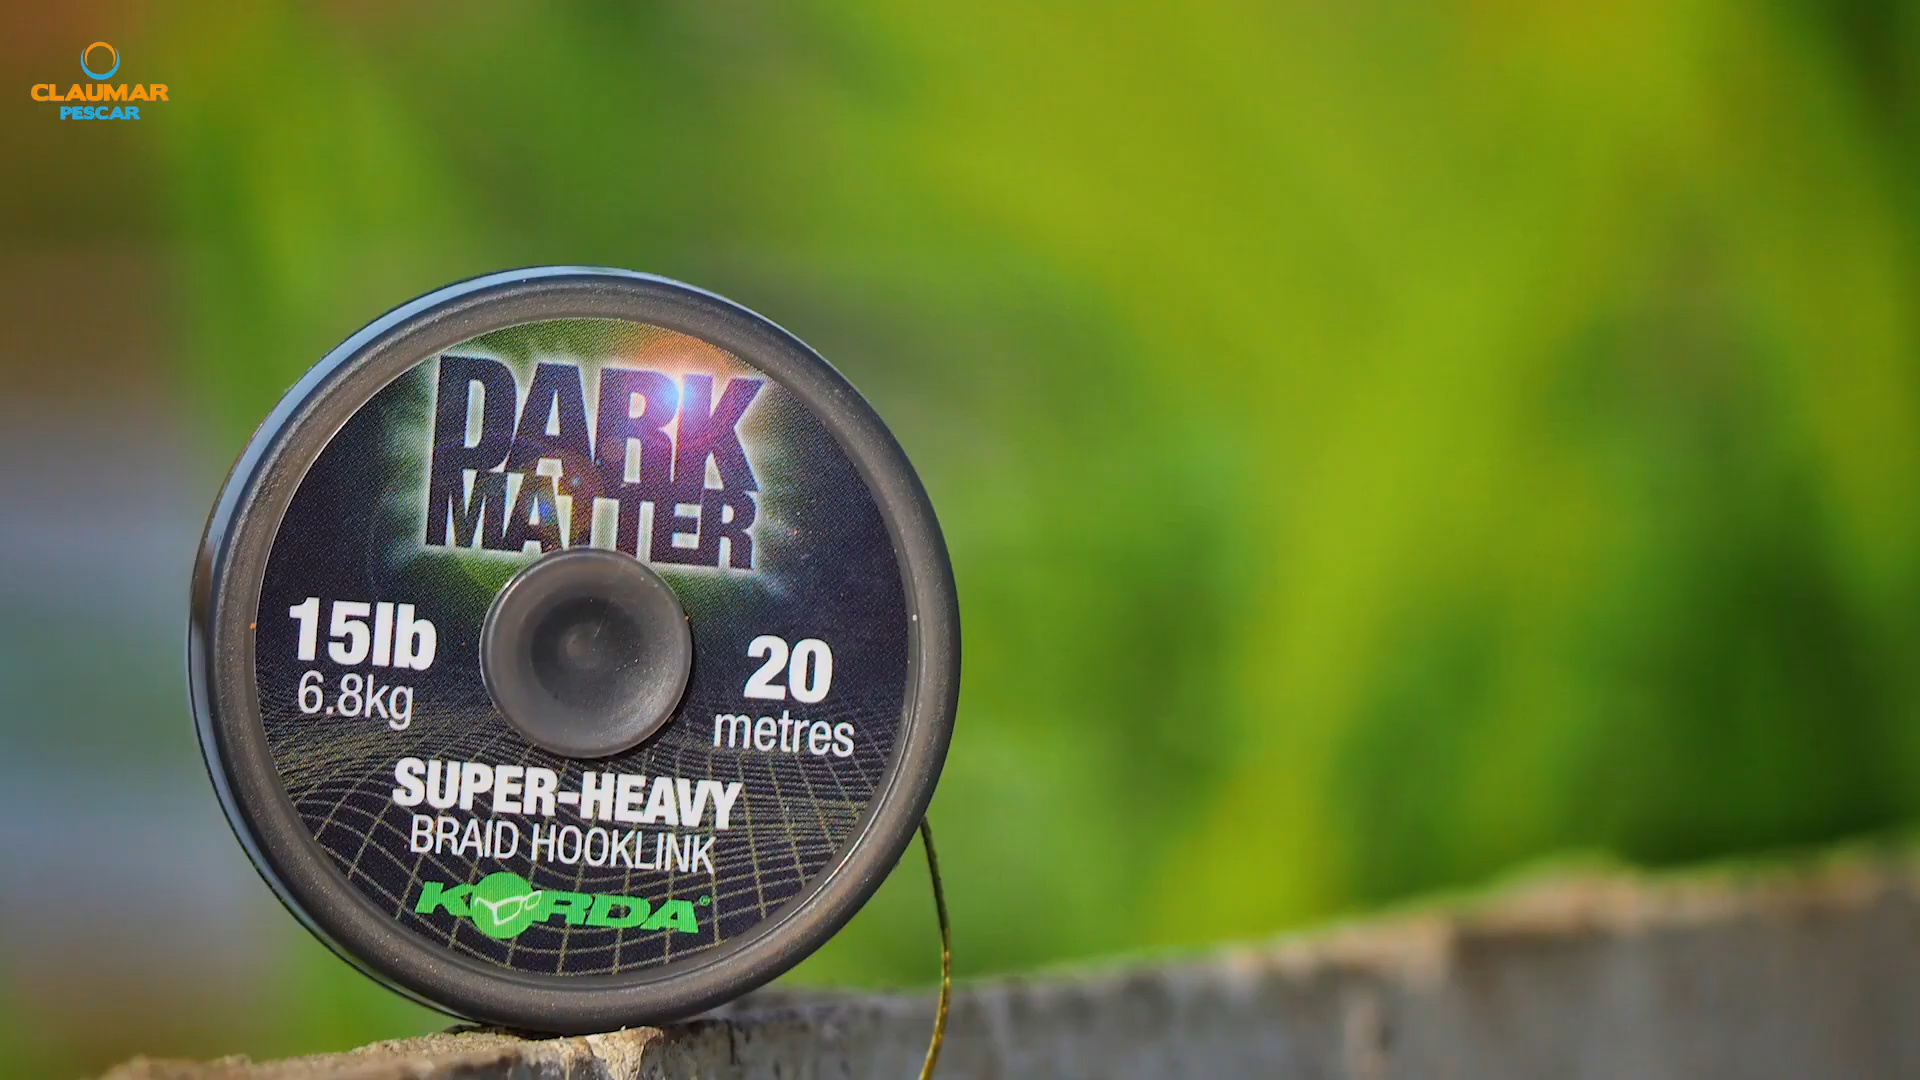 CLAUMAR
PESCAR
DARK
MATTER
15lb
6.8kg
20
metres
SUPER-HEAVY
BRAID HOOKLINK
KORDA®